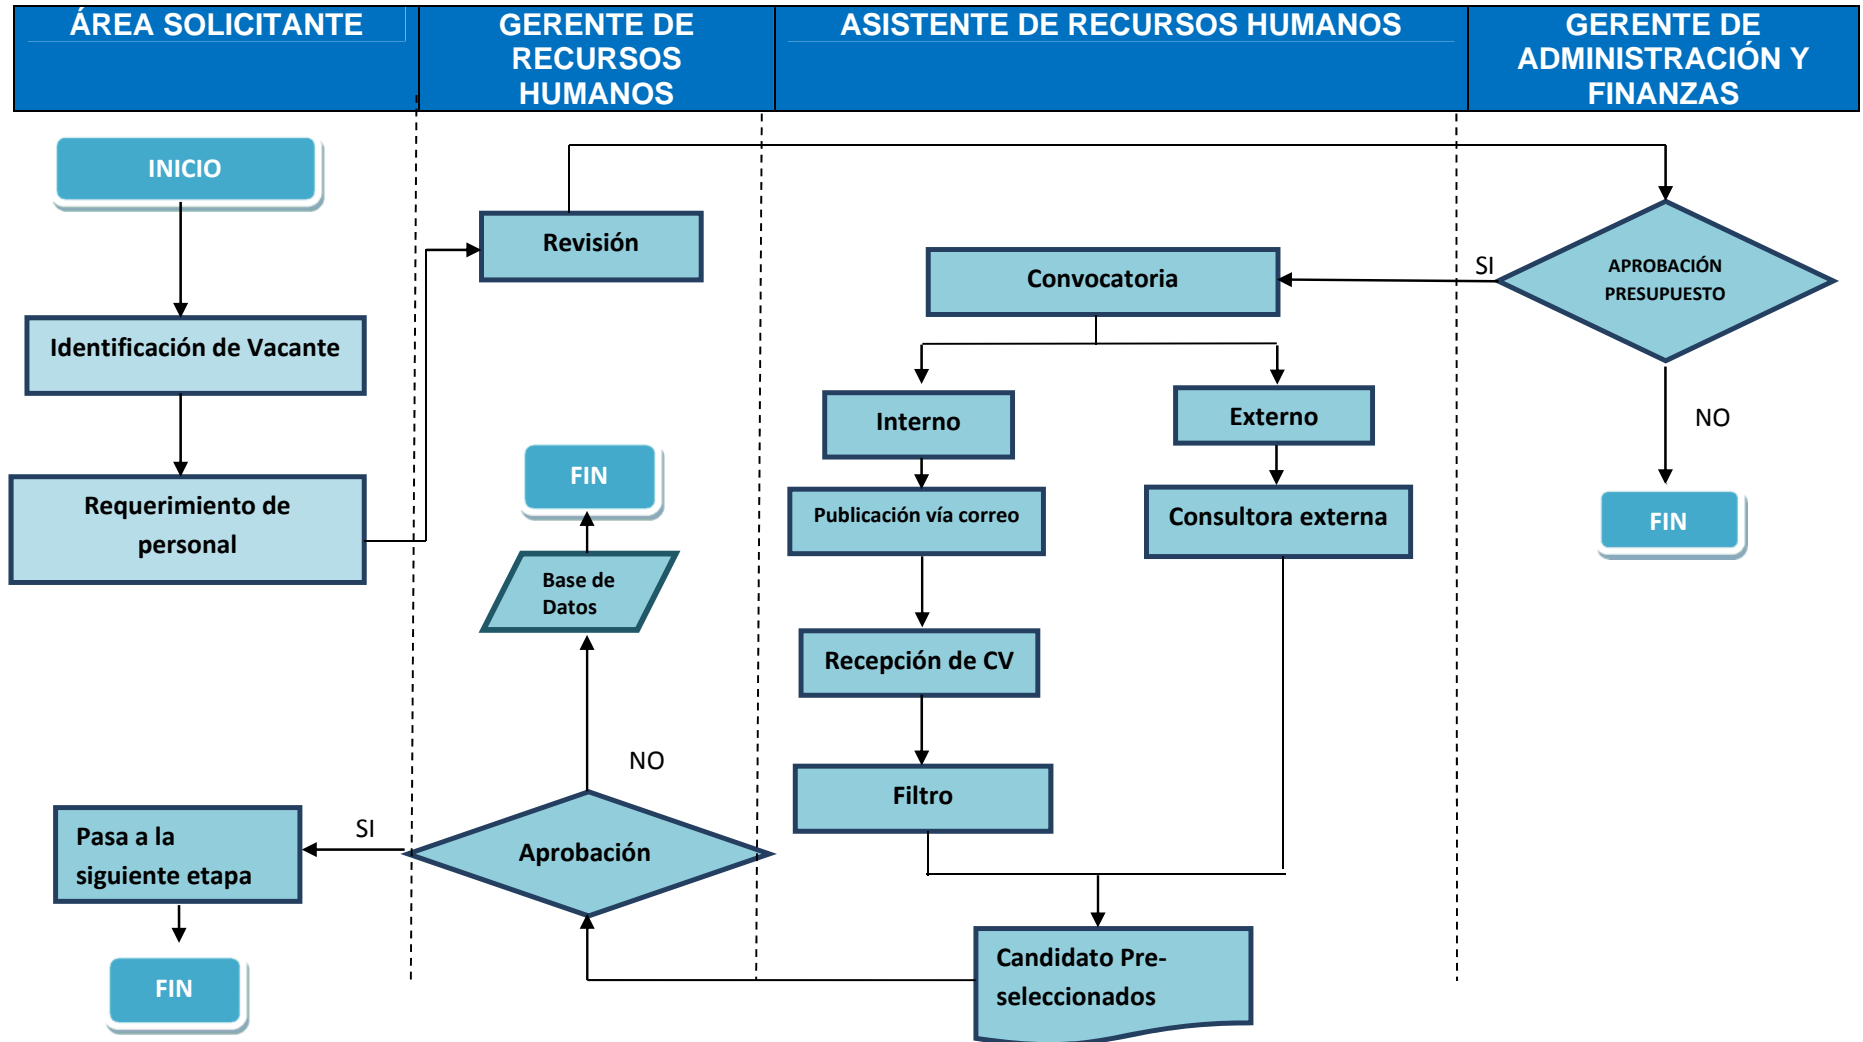 ÁREA SOLICITANTE
GERENTE DE
RECURSOS
HUMANOS
ASISTENTE DE RECURSOS HUMANOS
GERENTE DE
ADMINISTRACIÓN Y
FINANZAS
INICIO
Identificación de Vacante
Requerimiento de
personal
Revisión
APROBACIÓN
PRESUPUESTO
SI
NO
FIN
Convocatoria
Interno
Externo
Publicación vía correo
Consultora externa
Recepción de CV
Filtro
Candidato Pre-
seleccionados
Aprobación
NO
Base de
Datos
FIN
SI
Pasa a la
siguiente etapa
FIN